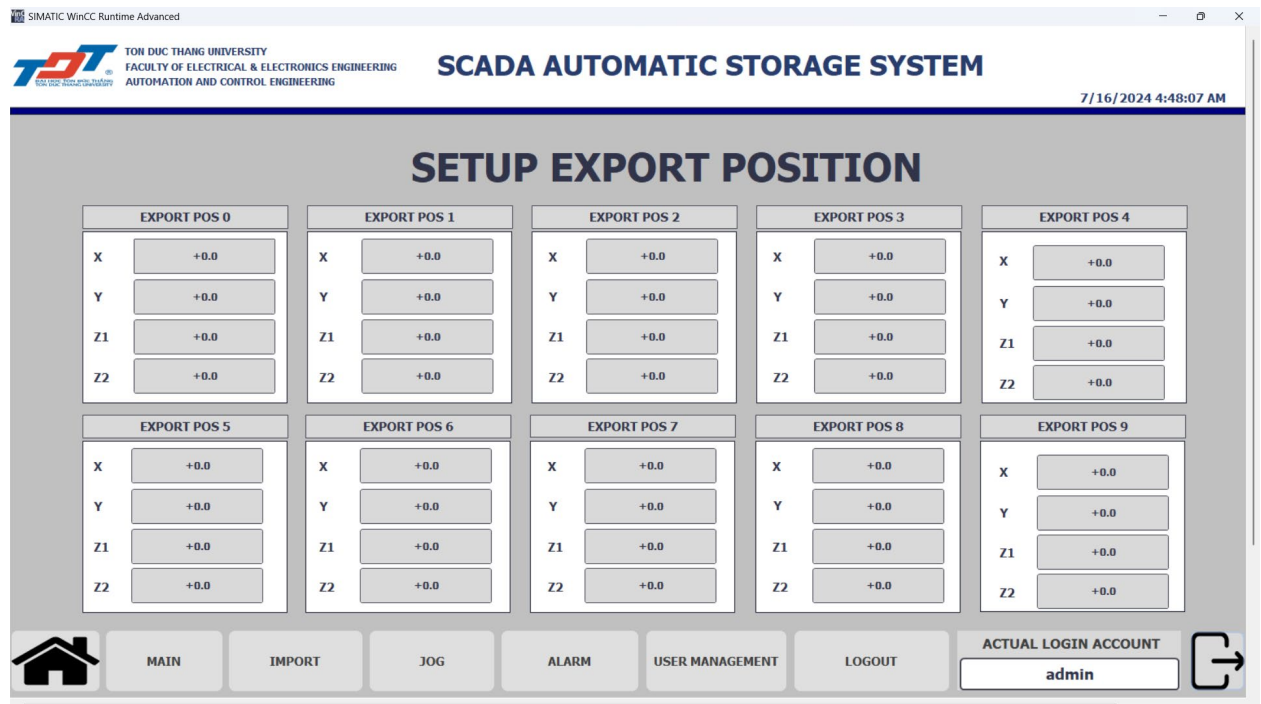 SIMATIC WinCC Runtime Advanced
TON DUC THANG UNIVERSITY
FACULTY OF ELECTRICAL & ELECTRONICS ENGINEERING
AUTOMATION AND CONTROL ENGINEERING
SCADA AUTOMATIC STORAGE SYSTEM
7/16/2024 4:48:07 AM
SETUP EXPORT POSITION
EXPORT POS 0 EXPORT POS 1 EXPORT POS 2 EXPORT POS 3 EXPORT POS 4
X +0.0 X +0.0 X +0.0 X +0.0 X +0.0
Y +0.0 Y +0.0 Y +0.0 Y +0.0 Y +0.0
Z1 +0.0 Z1 +0.0 Z1 +0.0 Z1 +0.0 Z1 +0.0
Z2 +0.0 Z2 +0.0 Z2 +0.0 Z2 +0.0 Z2 +0.0
EXPORT POS 5 EXPORT POS 6 EXPORT POS 7 EXPORT POS 8 EXPORT POS 9
X +0.0 X +0.0 X +0.0 X +0.0 X +0.0
Y +0.0 Y +0.0 Y +0.0 Y +0.0 Y +0.0
Z1 +0.0 Z1 +0.0 Z1 +0.0 Z1 +0.0 Z1 +0.0
Z2 +0.0 Z2 +0.0 Z2 +0.0 Z2 +0.0 Z2 +0.0
MAIN IMPORT JOG ALARM USER MANAGEMENT LOGOUT
ACTUAL LOGIN ACCOUNT
admin